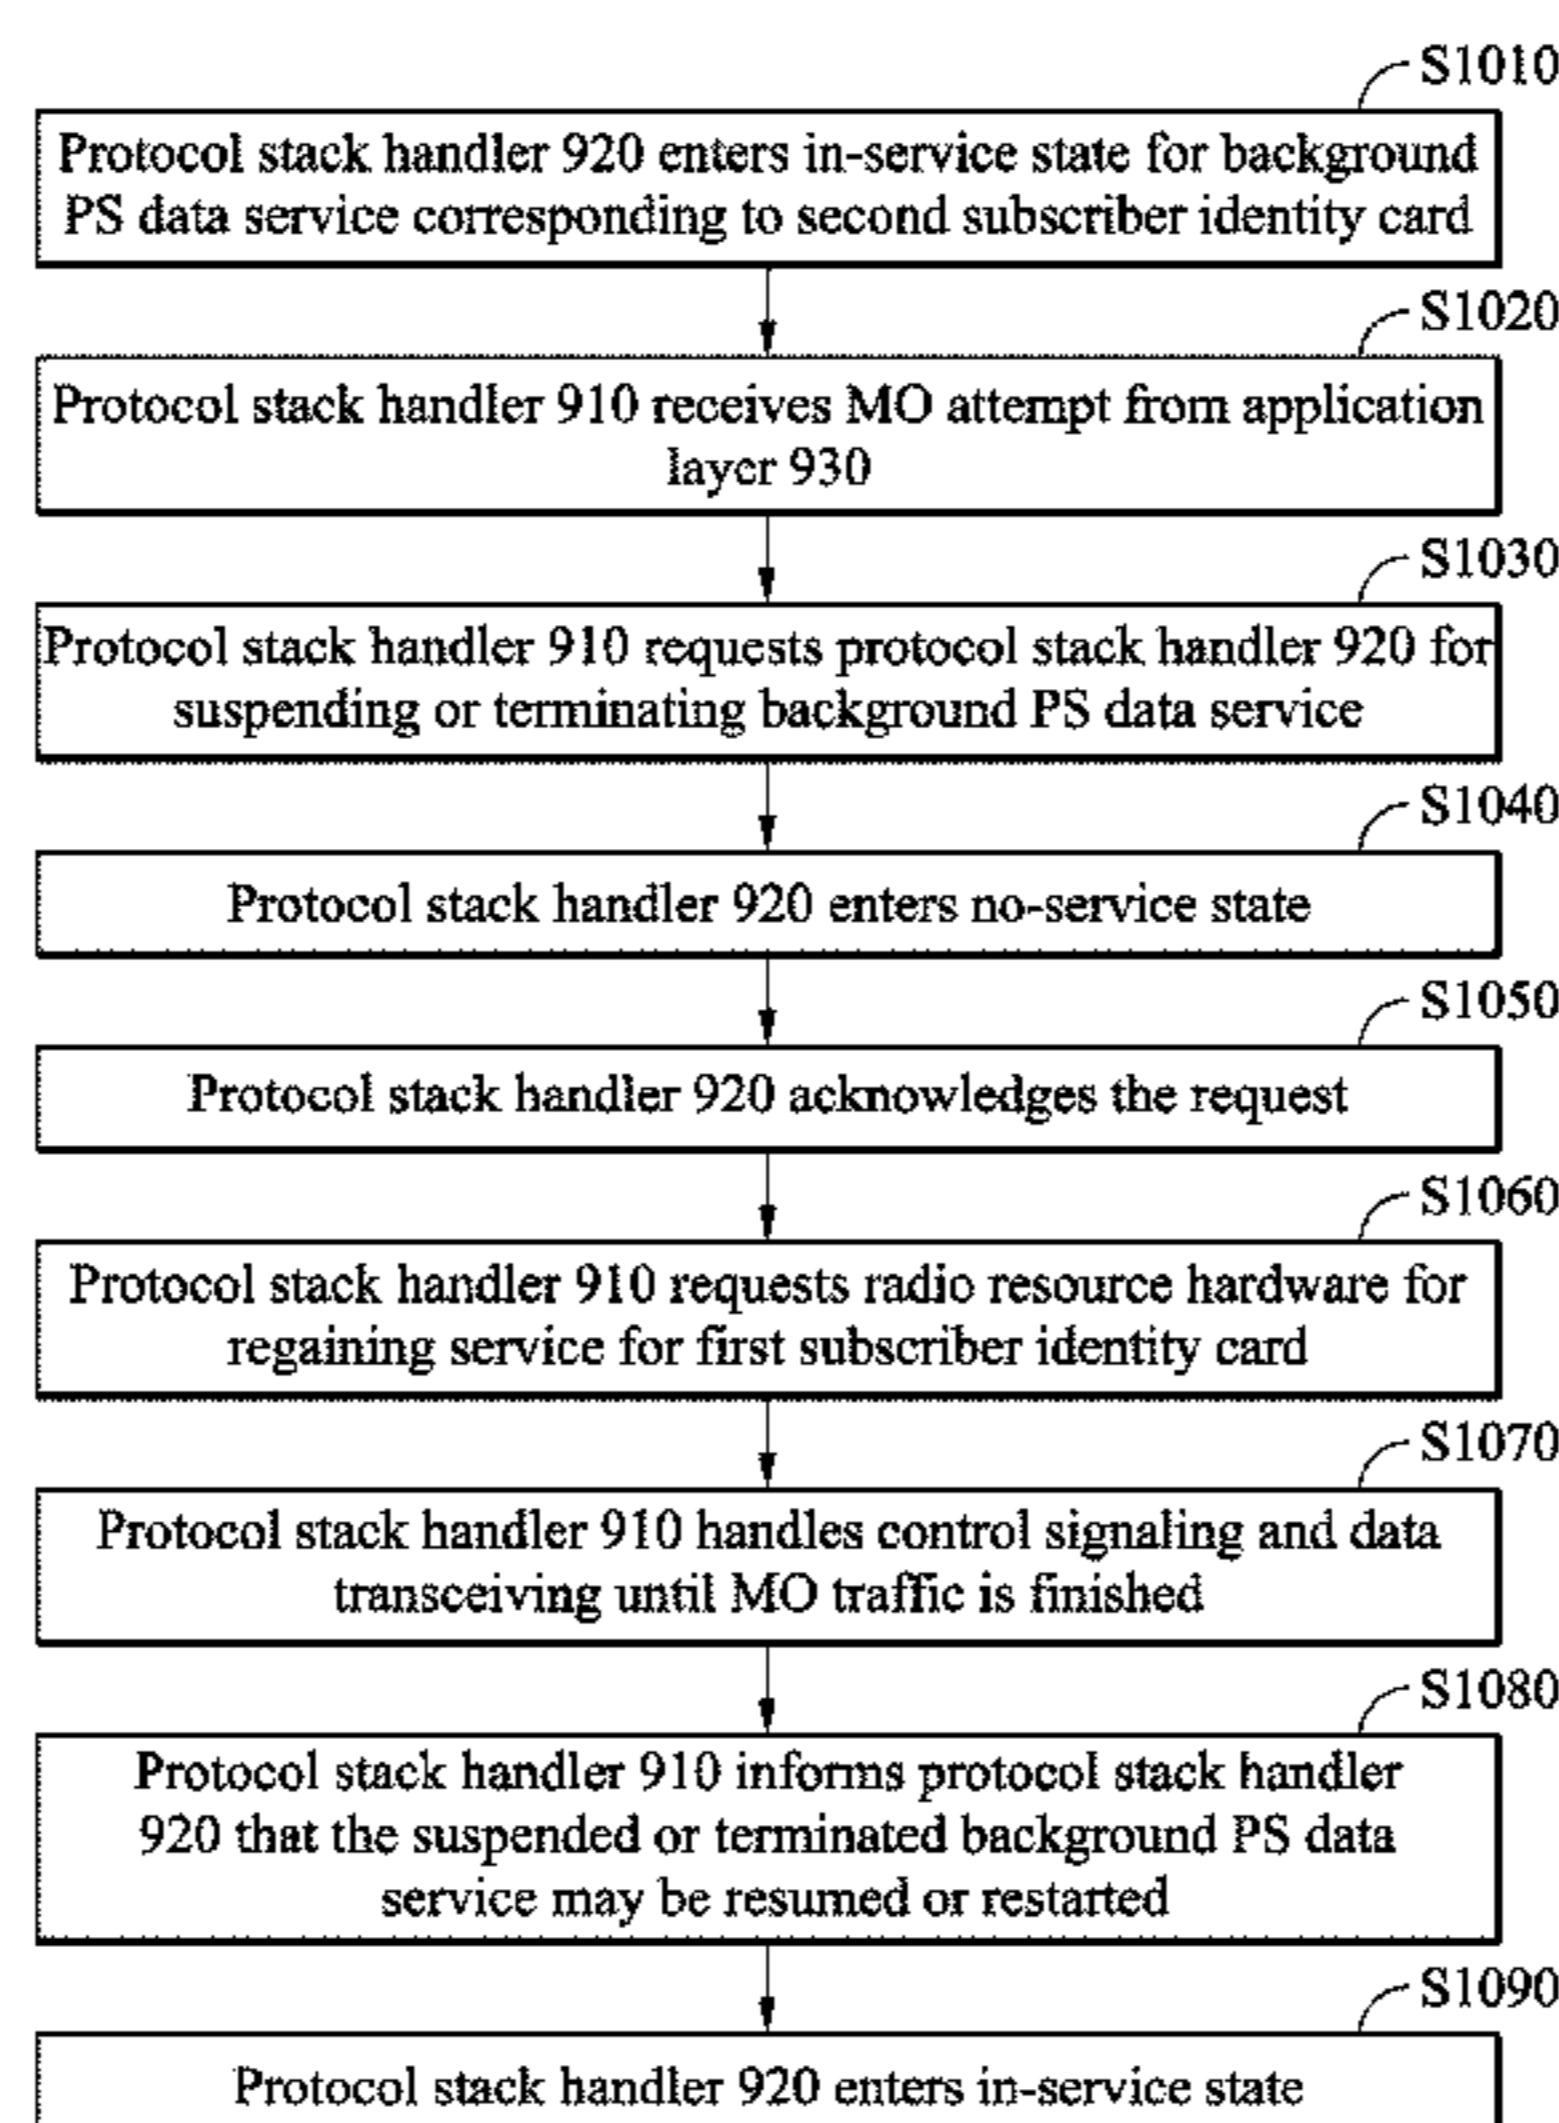 S1010
Protocol stack handler 920 enters in-service state for background
PS data service corresponding to second subscriber identity card
S1020
Protocol stack handler 910 receives MO attempt from application
layer 930
S1030
Protocol stack handler 910 requests protocol stack handler 920 for
suspending or terminating background PS data service
S1040
Protocol stack handler 920 enters no-service state
S1050
Protocol stack handler 920 acknowledges the request
S1060
Protocol stack handler 910 requests radio resource hardware for
regaining service for first subscriber identity card
S1070
Protocol stack handler 910 handles control signaling and data
transceiving until MO traffic is finished
S1080
Protocol stack handler 910 informs protocol stack handler
920 that the suspended or terminated background PS data
service may be resumed or restarted
S1090
Protocol stack handler 920 enters in-service state